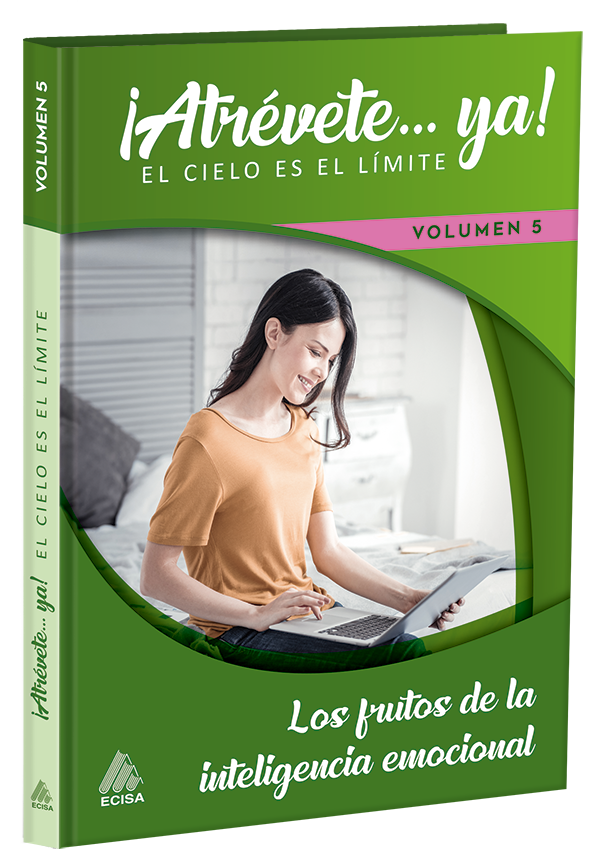 ¡Atrévete... ya!
EL CIELO ES EL LÍMITE
VOLUMEN 5
Los frutos de la
inteligencia emocional
ECISA
VOLUMEN 5
¡Atrévete... ya! EL CIELO ES EL LÍMITE
ECISA